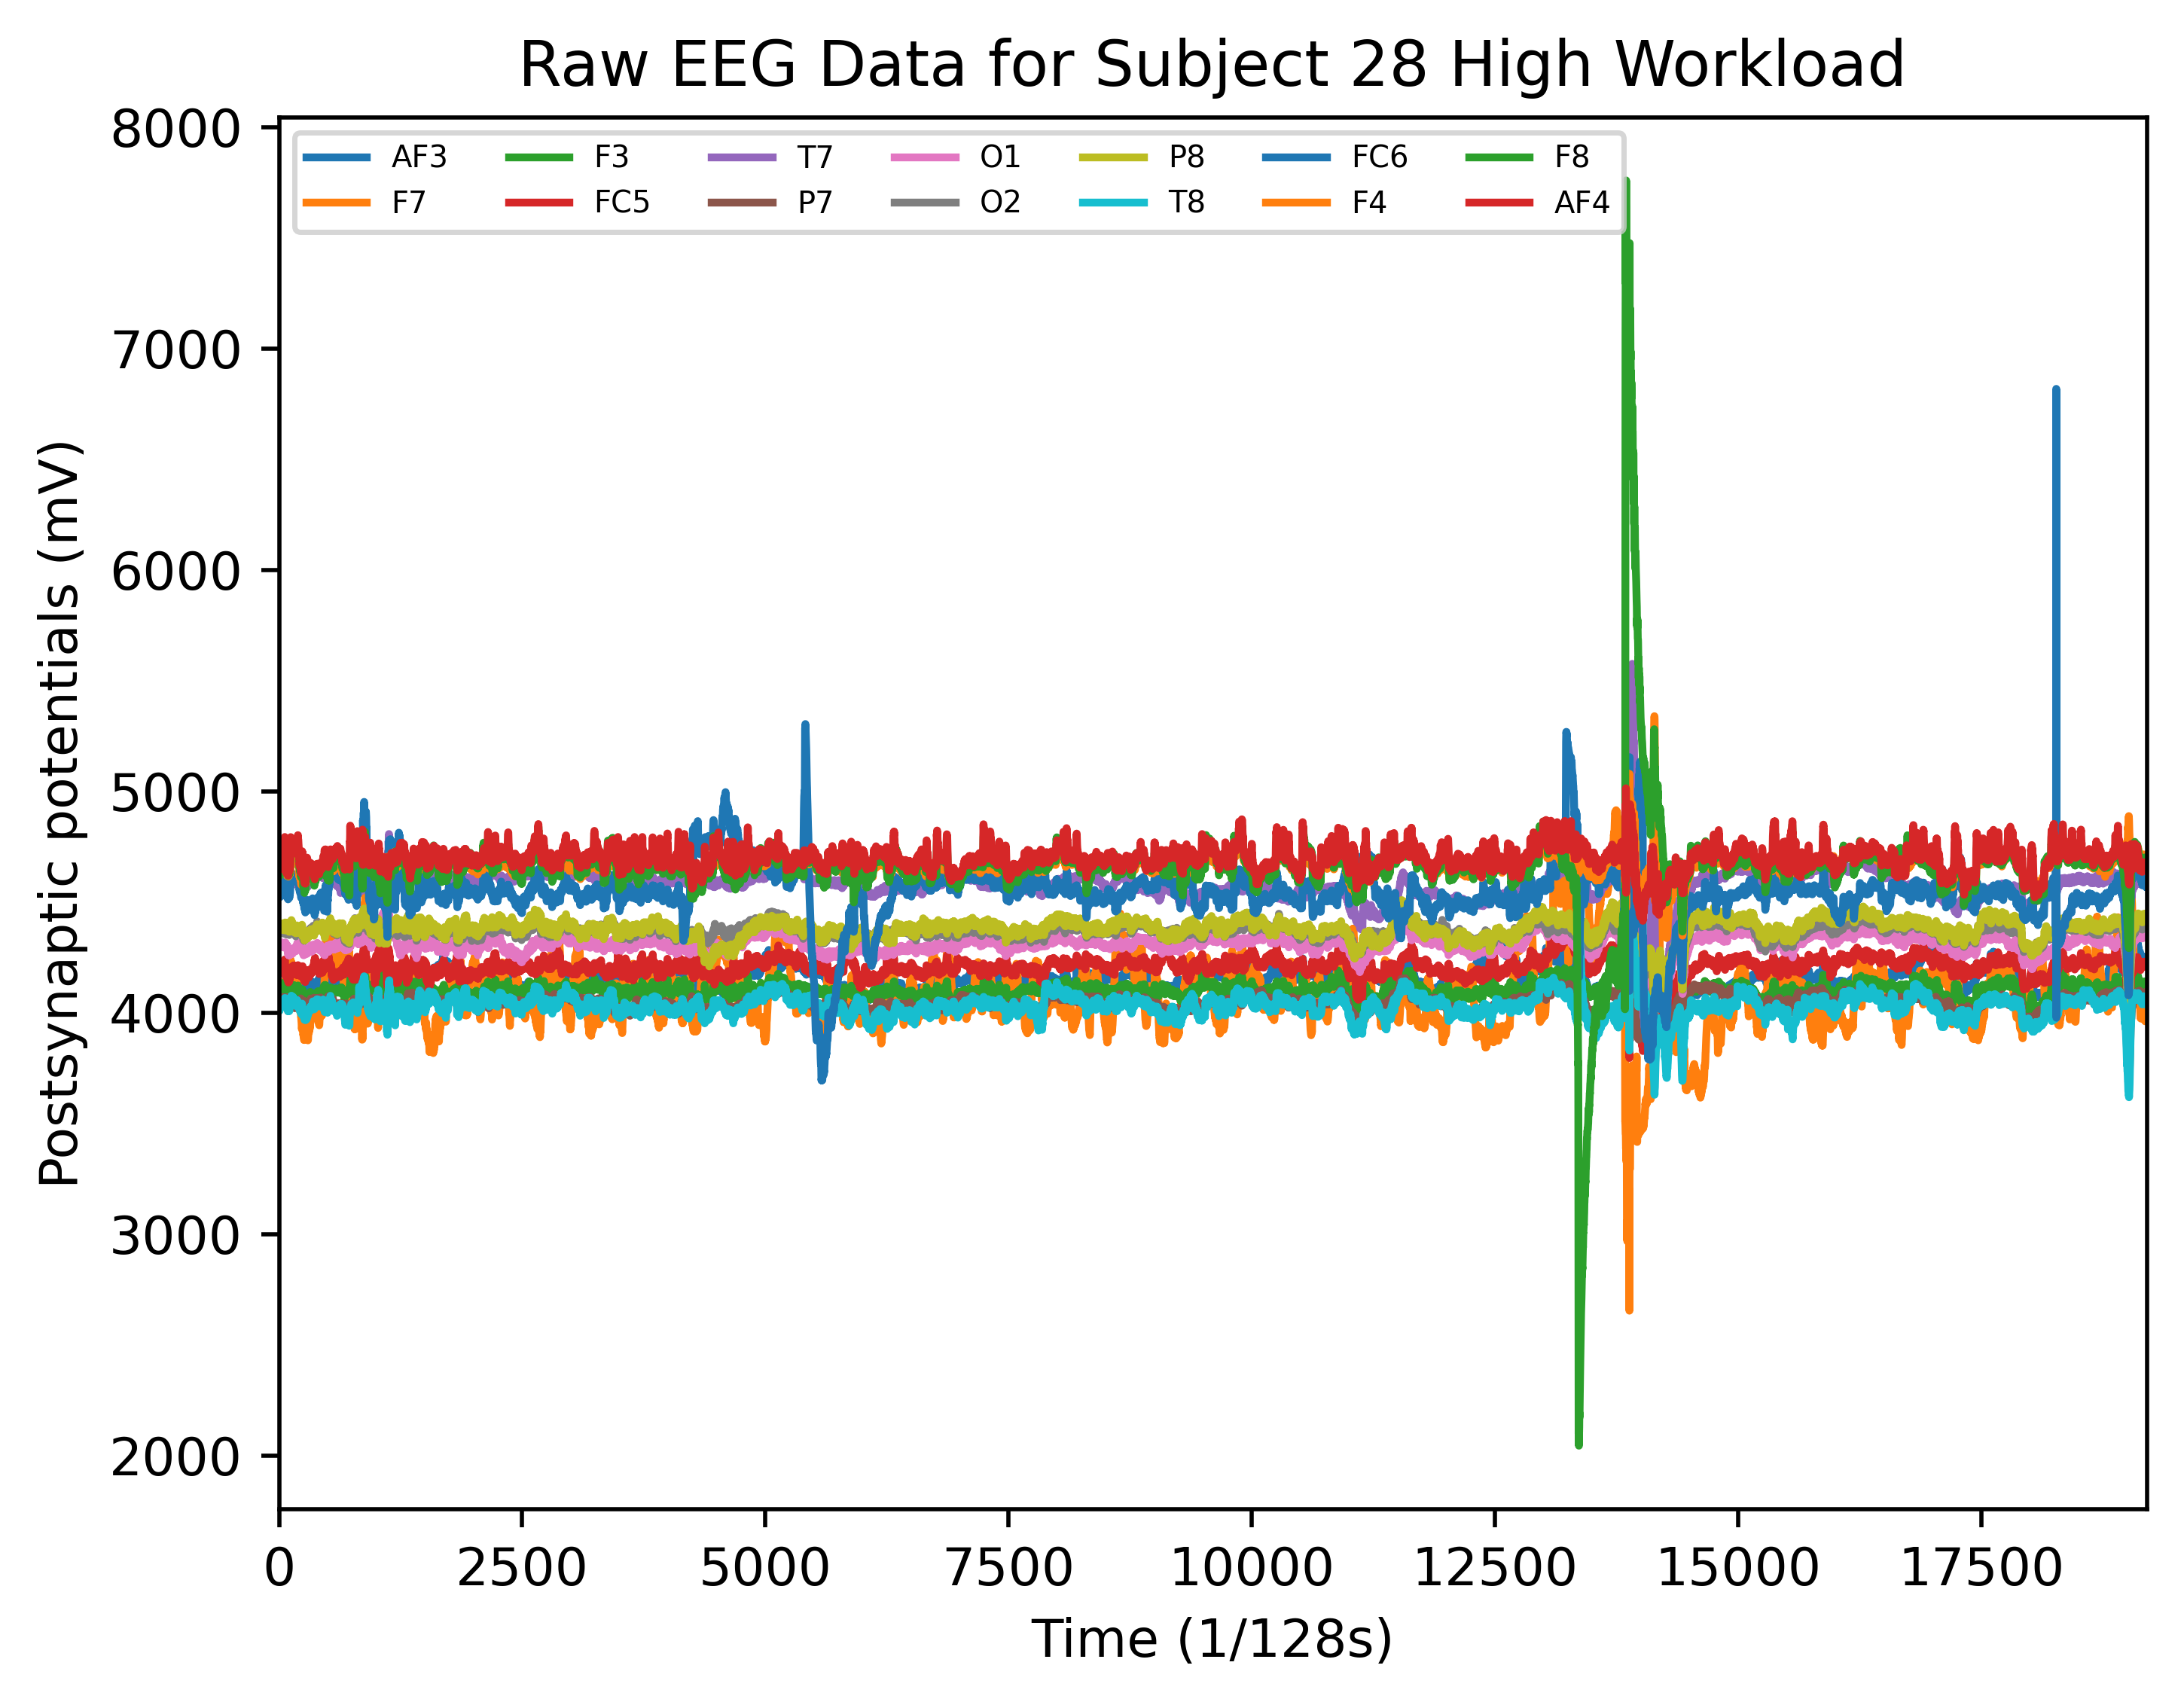 Raw EEG Data for Subject 28 High Workload
8000
7000
6000
5000
4000
3000
2000
Postsynaptic potentials (mV)
AF3 F3 T7 O1 P8 FC6 F8
F7 FC5 P7 O2 T8 F4 AF4
0 2500 5000 7500 10000 12500 15000 17500
Time (1/128s)